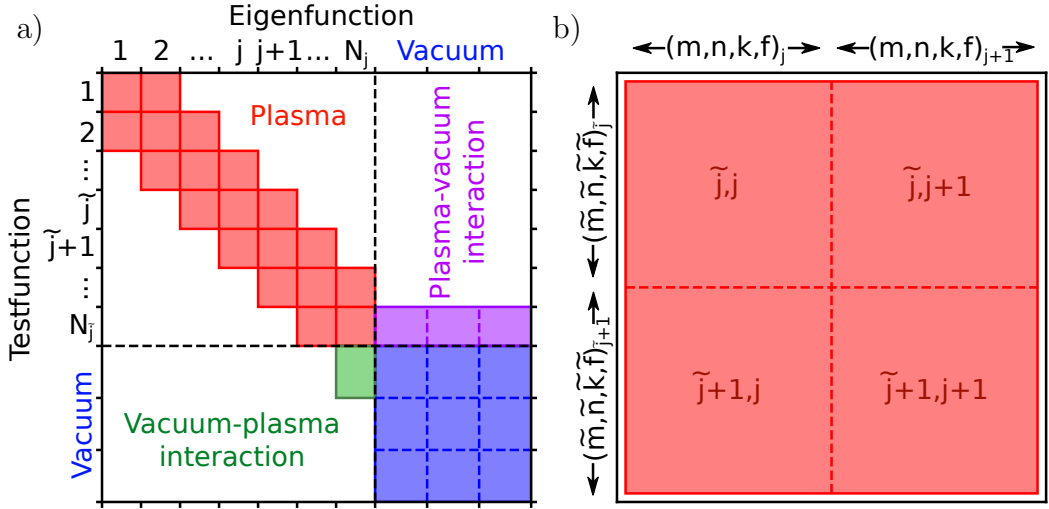 a)
Eigenfunction
1 2 ... j j+1 ... N_j Vacuum
Testfunction
1
2
...
j̃
j̃+1
...
N_j̃
Vacuum
Plasma
Plasma-vacuum
interaction
Vacuum-plasma
interaction
b)
(m,n,k,f)_j (m,n,k,f)_j+1
(m̃,ñ,k̃,f̃)_j̃
(m̃,ñ,k̃,f̃)_j̃+1
j̃,j j̃,j+1
j̃+1,j j̃+1,j+1